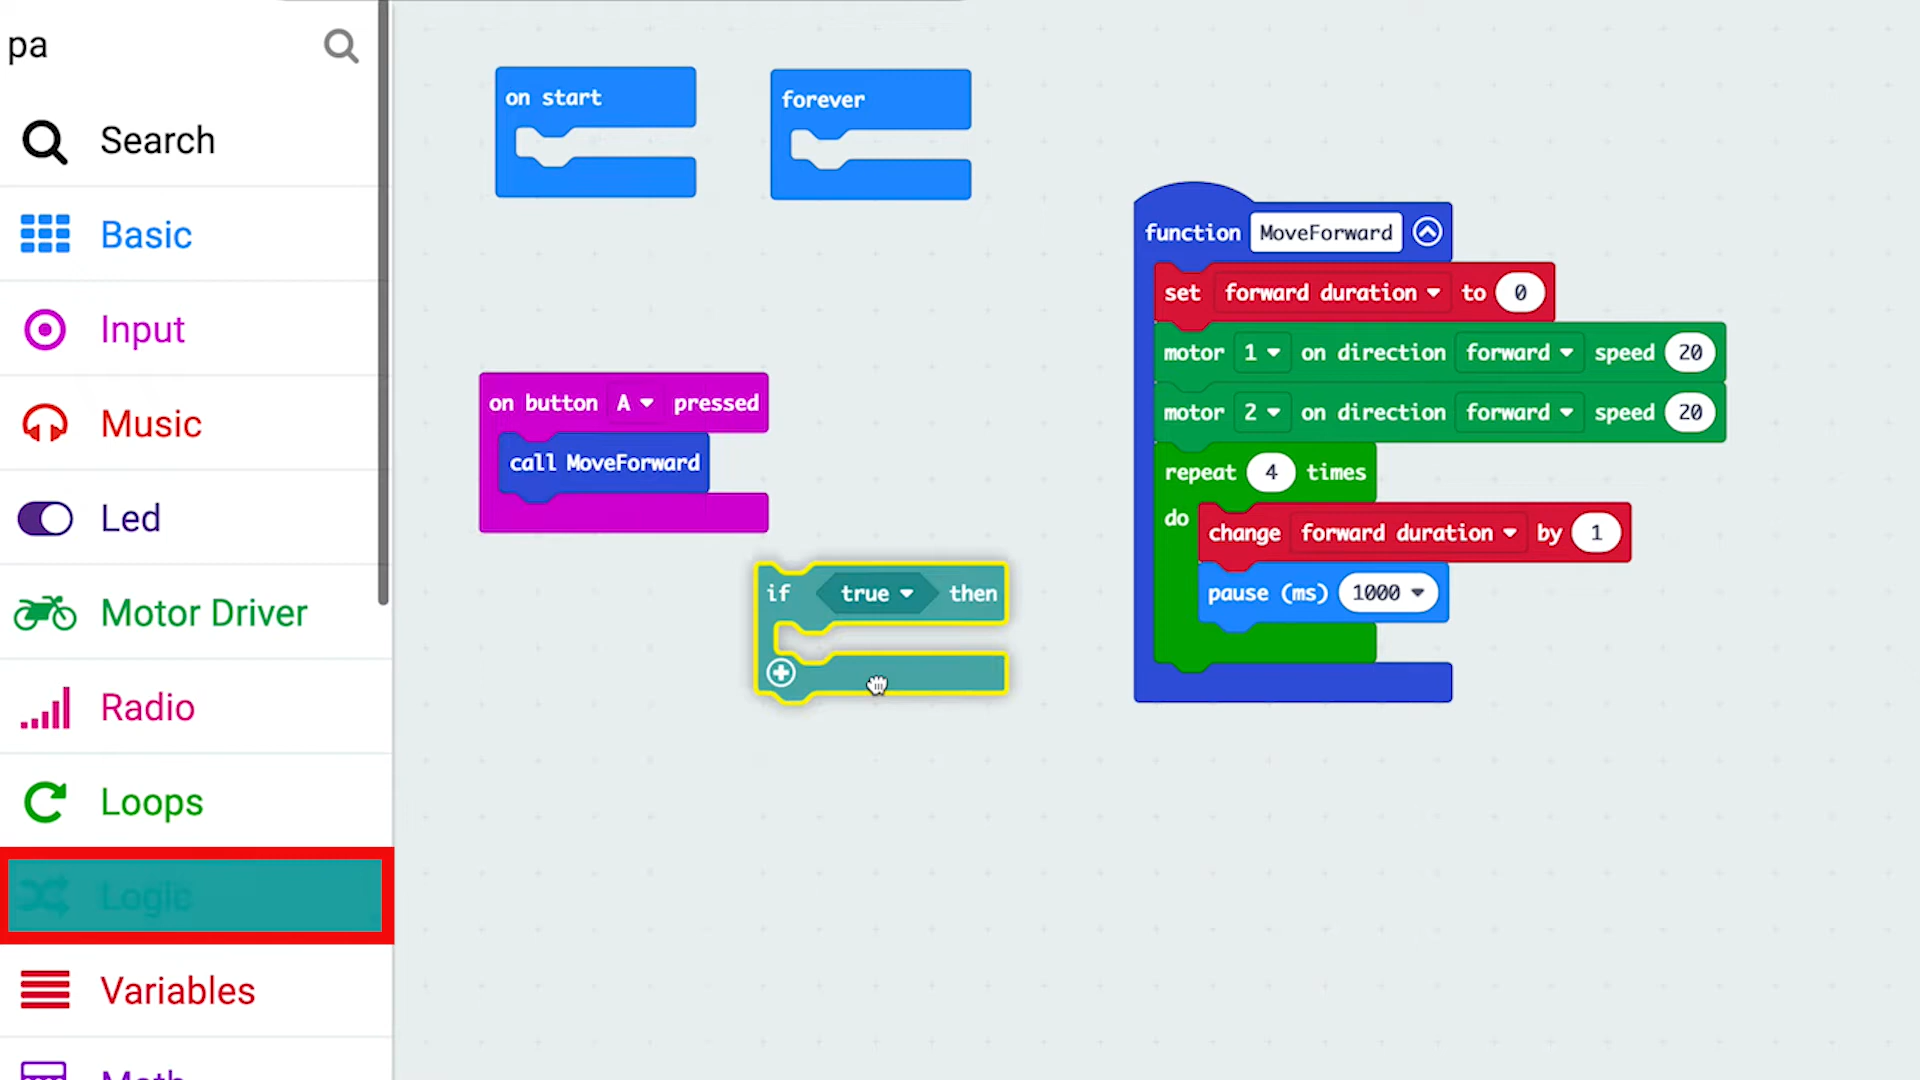 pa
Search
Basic
Input
Music
Led
Motor Driver
Radio
Loops
Logic
Variables
Math
on start
forever
on button A pressed
call MoveForward
if true then
function MoveForward
set forward duration to 0
motor 1 on direction forward speed 20
motor 2 on direction forward speed 20
repeat 4 times
do
change forward duration by 1
pause (ms) 1000